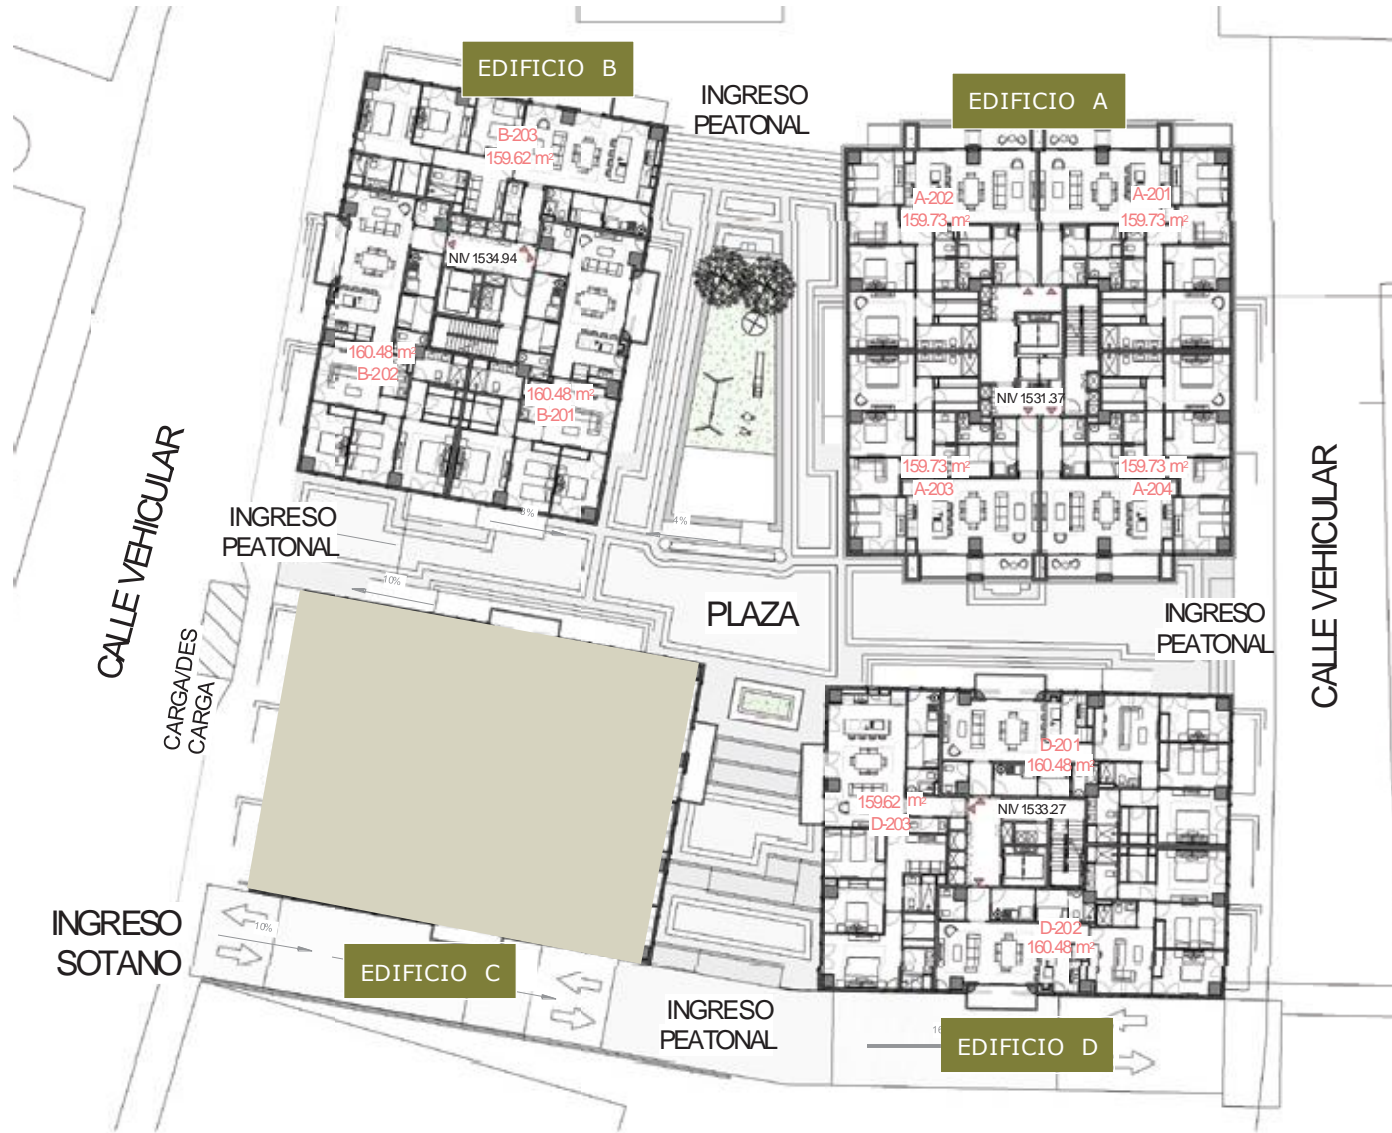 EDIFICIO B
EDIFICIO A
INGRESO
PEATONAL
B-203
159.62 m²
A-202
159.73 m²
A-201
159.73 m²
NIV 1534.94
160.48 m²
B-202
160.48 m²
B-201
NIV 1531.37
159.73 m²
A-203
159.73 m²
A-204
CALLE VEHICULAR
INGRESO
PEATONAL
8%
4%
10%
PLAZA
INGRESO
PEATONAL
CALLE VEHICULAR
CARGA/DES
CARGA
D-201
160.48 m²
159.62 m²
D-203
NIV 1533.27
INGRESO
SOTANO
10%
EDIFICIO C
D-202
160.48 m²
INGRESO
PEATONAL
EDIFICIO D